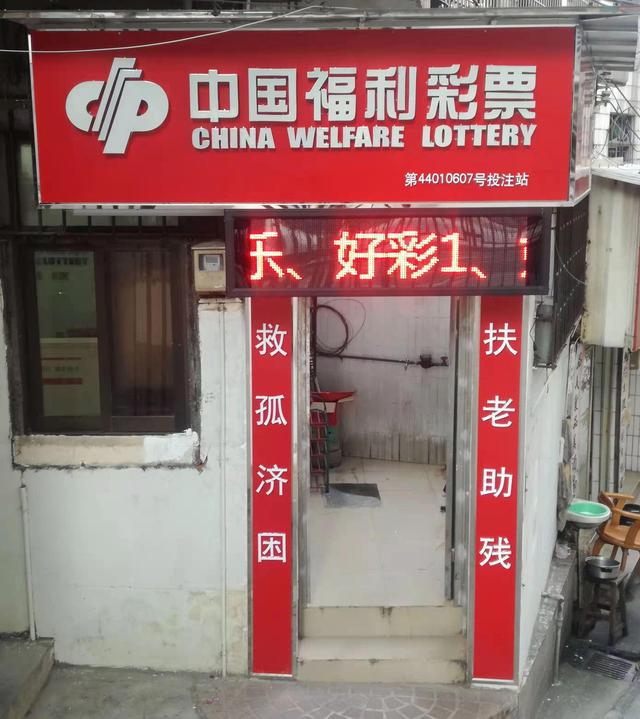 中国福利彩票
CHINA WELFARE LOTTERY
第44010607号投注站
乐、好彩1、
救孤济困
扶老助残
LOTTERY